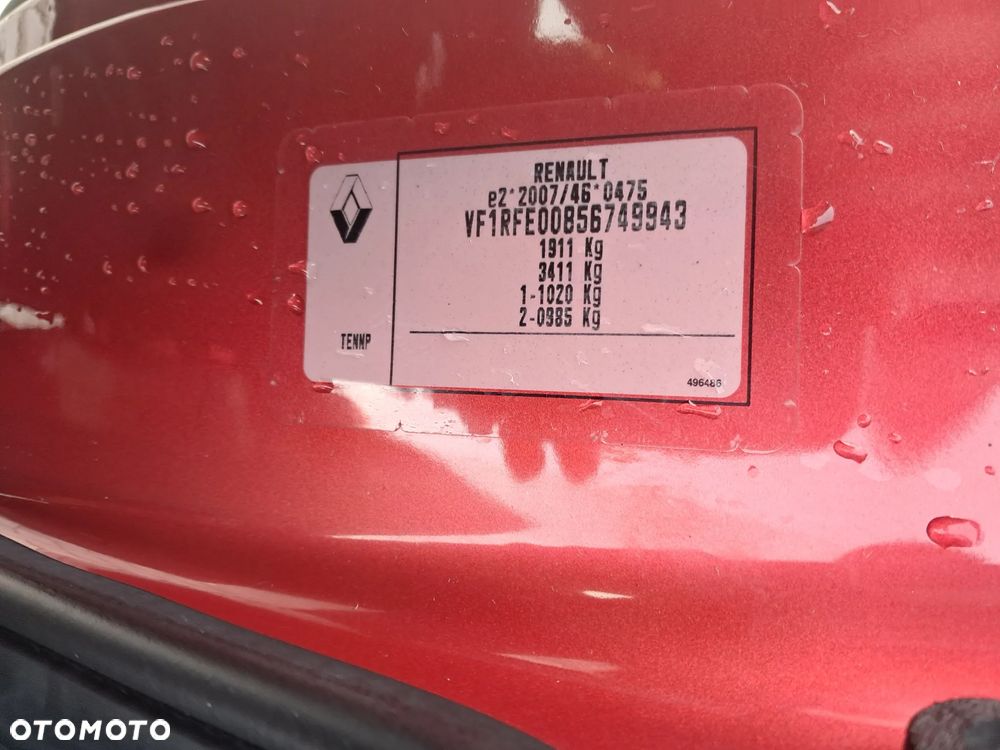 RENAULT
e2*2007/46*0475
VF1RFE00856749943
1911 Kg
3411 Kg
1-1020 Kg
2-0985 Kg
TENNP
496486
OTOMOTO